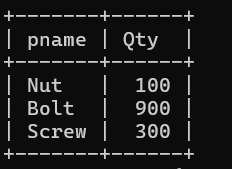 +-------+------+
| pname | Qty  |
+-------+------+
| Nut   |  100 |
| Bolt  |  900 |
| Screw |  300 |
+-------+------+